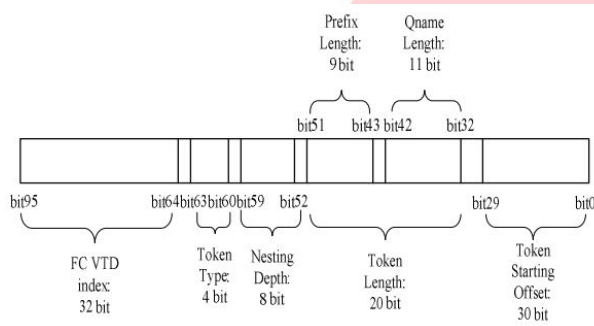 Prefix
Length:
9 bit
Qname
Length:
11 bit
bit51
bit43
bit42
bit32
bit95
bit64
bit63
bit60
bit59
bit52
bit29
bit0
FC VTD
index:
32 bit
Token
Type:
4 bit
Nesting
Depth:
8 bit
Token
Length:
20 bit
Token
Starting
Offset:
30 bit